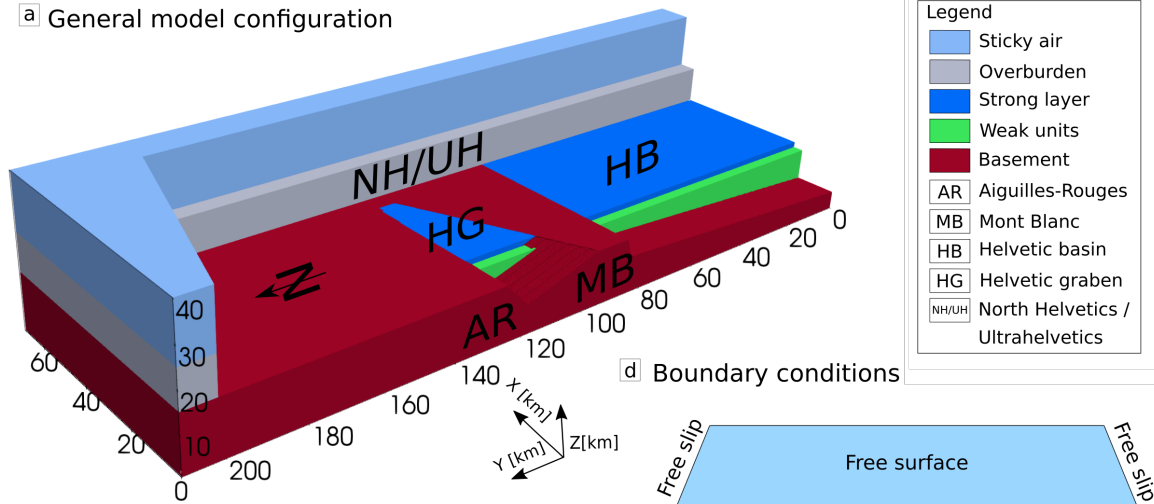 a General model configuration
NH/UH
HB
HG
N
MB
AR
40
30
20
10
60
40
20
0
200
180
160
140
120
100
80
60
40
20
0
X [km]
Y [km]
Z[km]
Legend
Sticky air
Overburden
Strong layer
Weak units
Basement
AR Aiguilles-Rouges
MB Mont Blanc
HB Helvetic basin
HG Helvetic graben
NH/UH North Helvetics /
Ultrahelvetics
d Boundary conditions
Free slip
Free surface
Free slip